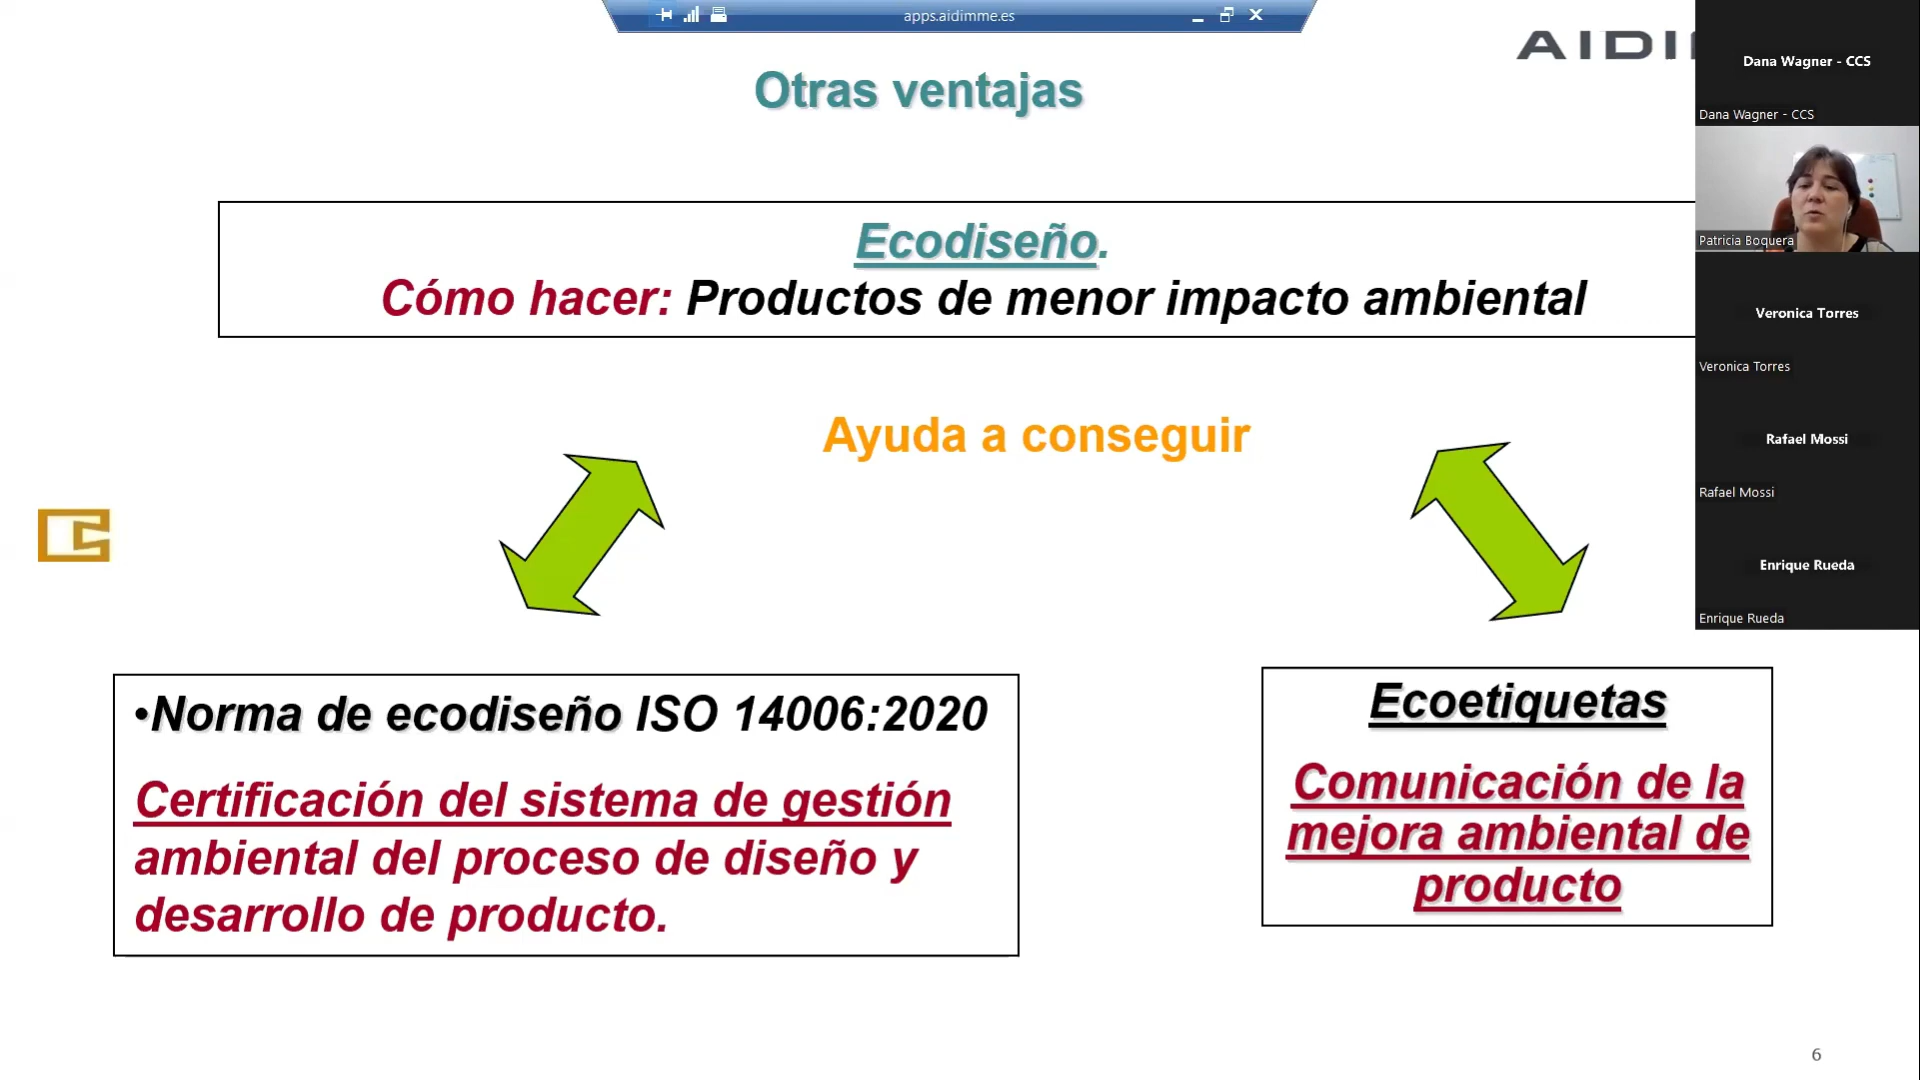 apps.aidimme.es
Otras ventajas
Ecodiseño.
Cómo hacer: Productos de menor impacto ambiental
Ayuda a conseguir
•Norma de ecodiseño ISO 14006:2020
Certificación del sistema de gestión
ambiental del proceso de diseño y
desarrollo de producto.
Ecoetiquetas
Comunicación de la
mejora ambiental de
producto
Dana Wagner - CCS
Dana Wagner - CCS
Patricia Boquera
Veronica Torres
Veronica Torres
Rafael Mossi
Rafael Mossi
Enrique Rueda
Enrique Rueda
6